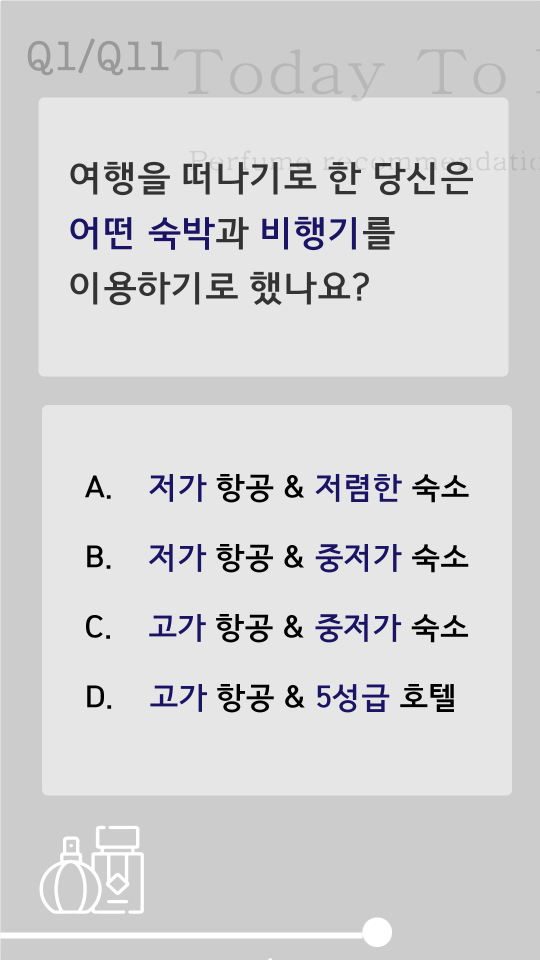 Q1/Q11
Today To
Perfume recommendatio
여행을 떠나기로 한 당신은
어떤 숙박과 비행기를
이용하기로 했나요?
A. 저가 항공 & 저렴한 숙소
B. 저가 항공 & 중저가 숙소
C. 고가 항공 & 중저가 숙소
D. 고가 항공 & 5성급 호텔